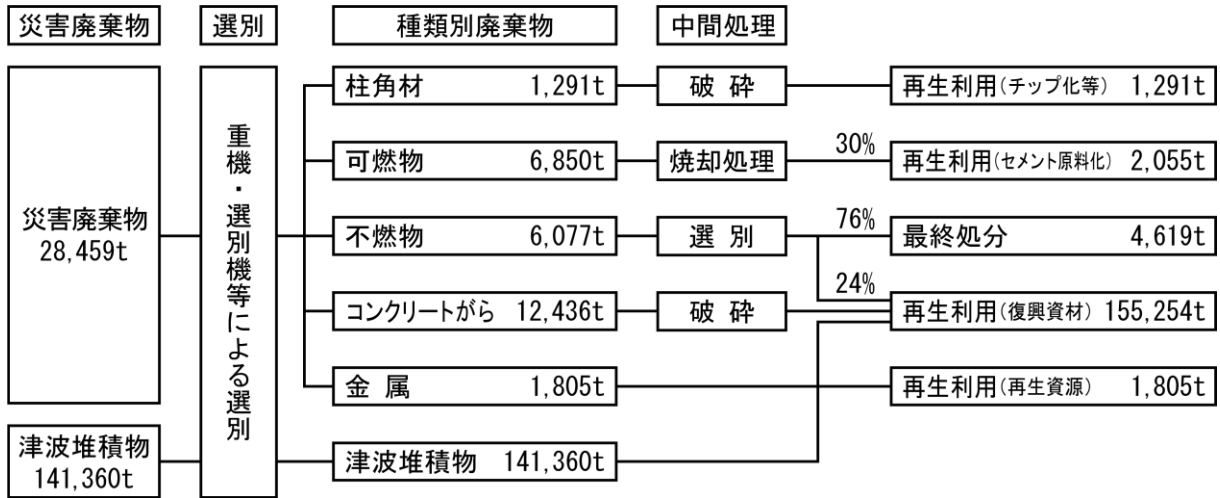 災害廃棄物 選別 種類別廃棄物 中間処理
柱角材 1,291t 破砕 再生利用(チップ化等) 1,291t
可燃物 6,850t 焼却処理 30% 再生利用(セメント原料化) 2,055t
災害廃棄物
28,459t
重機・選別機等による選別
不燃物 6,077t 選別 76% 最終処分 4,619t
24%
コンクリートがら 12,436t 破砕 再生利用(復興資材) 155,254t
金属 1,805t 再生利用(再生資源) 1,805t
津波堆積物
141,360t
津波堆積物 141,360t